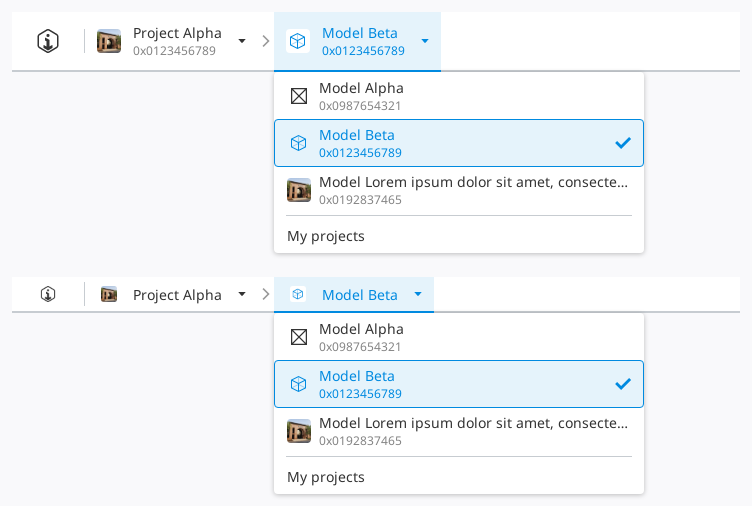 Project Alpha
0x0123456789
Model Beta
0x0123456789
Model Alpha
0x0987654321
Model Beta
0x0123456789
Model Lorem ipsum dolor sit amet, consecte...
0x0192837465
My projects
Project Alpha
Model Beta
Model Alpha
0x0987654321
Model Beta
0x0123456789
Model Lorem ipsum dolor sit amet, consecte...
0x0192837465
My projects